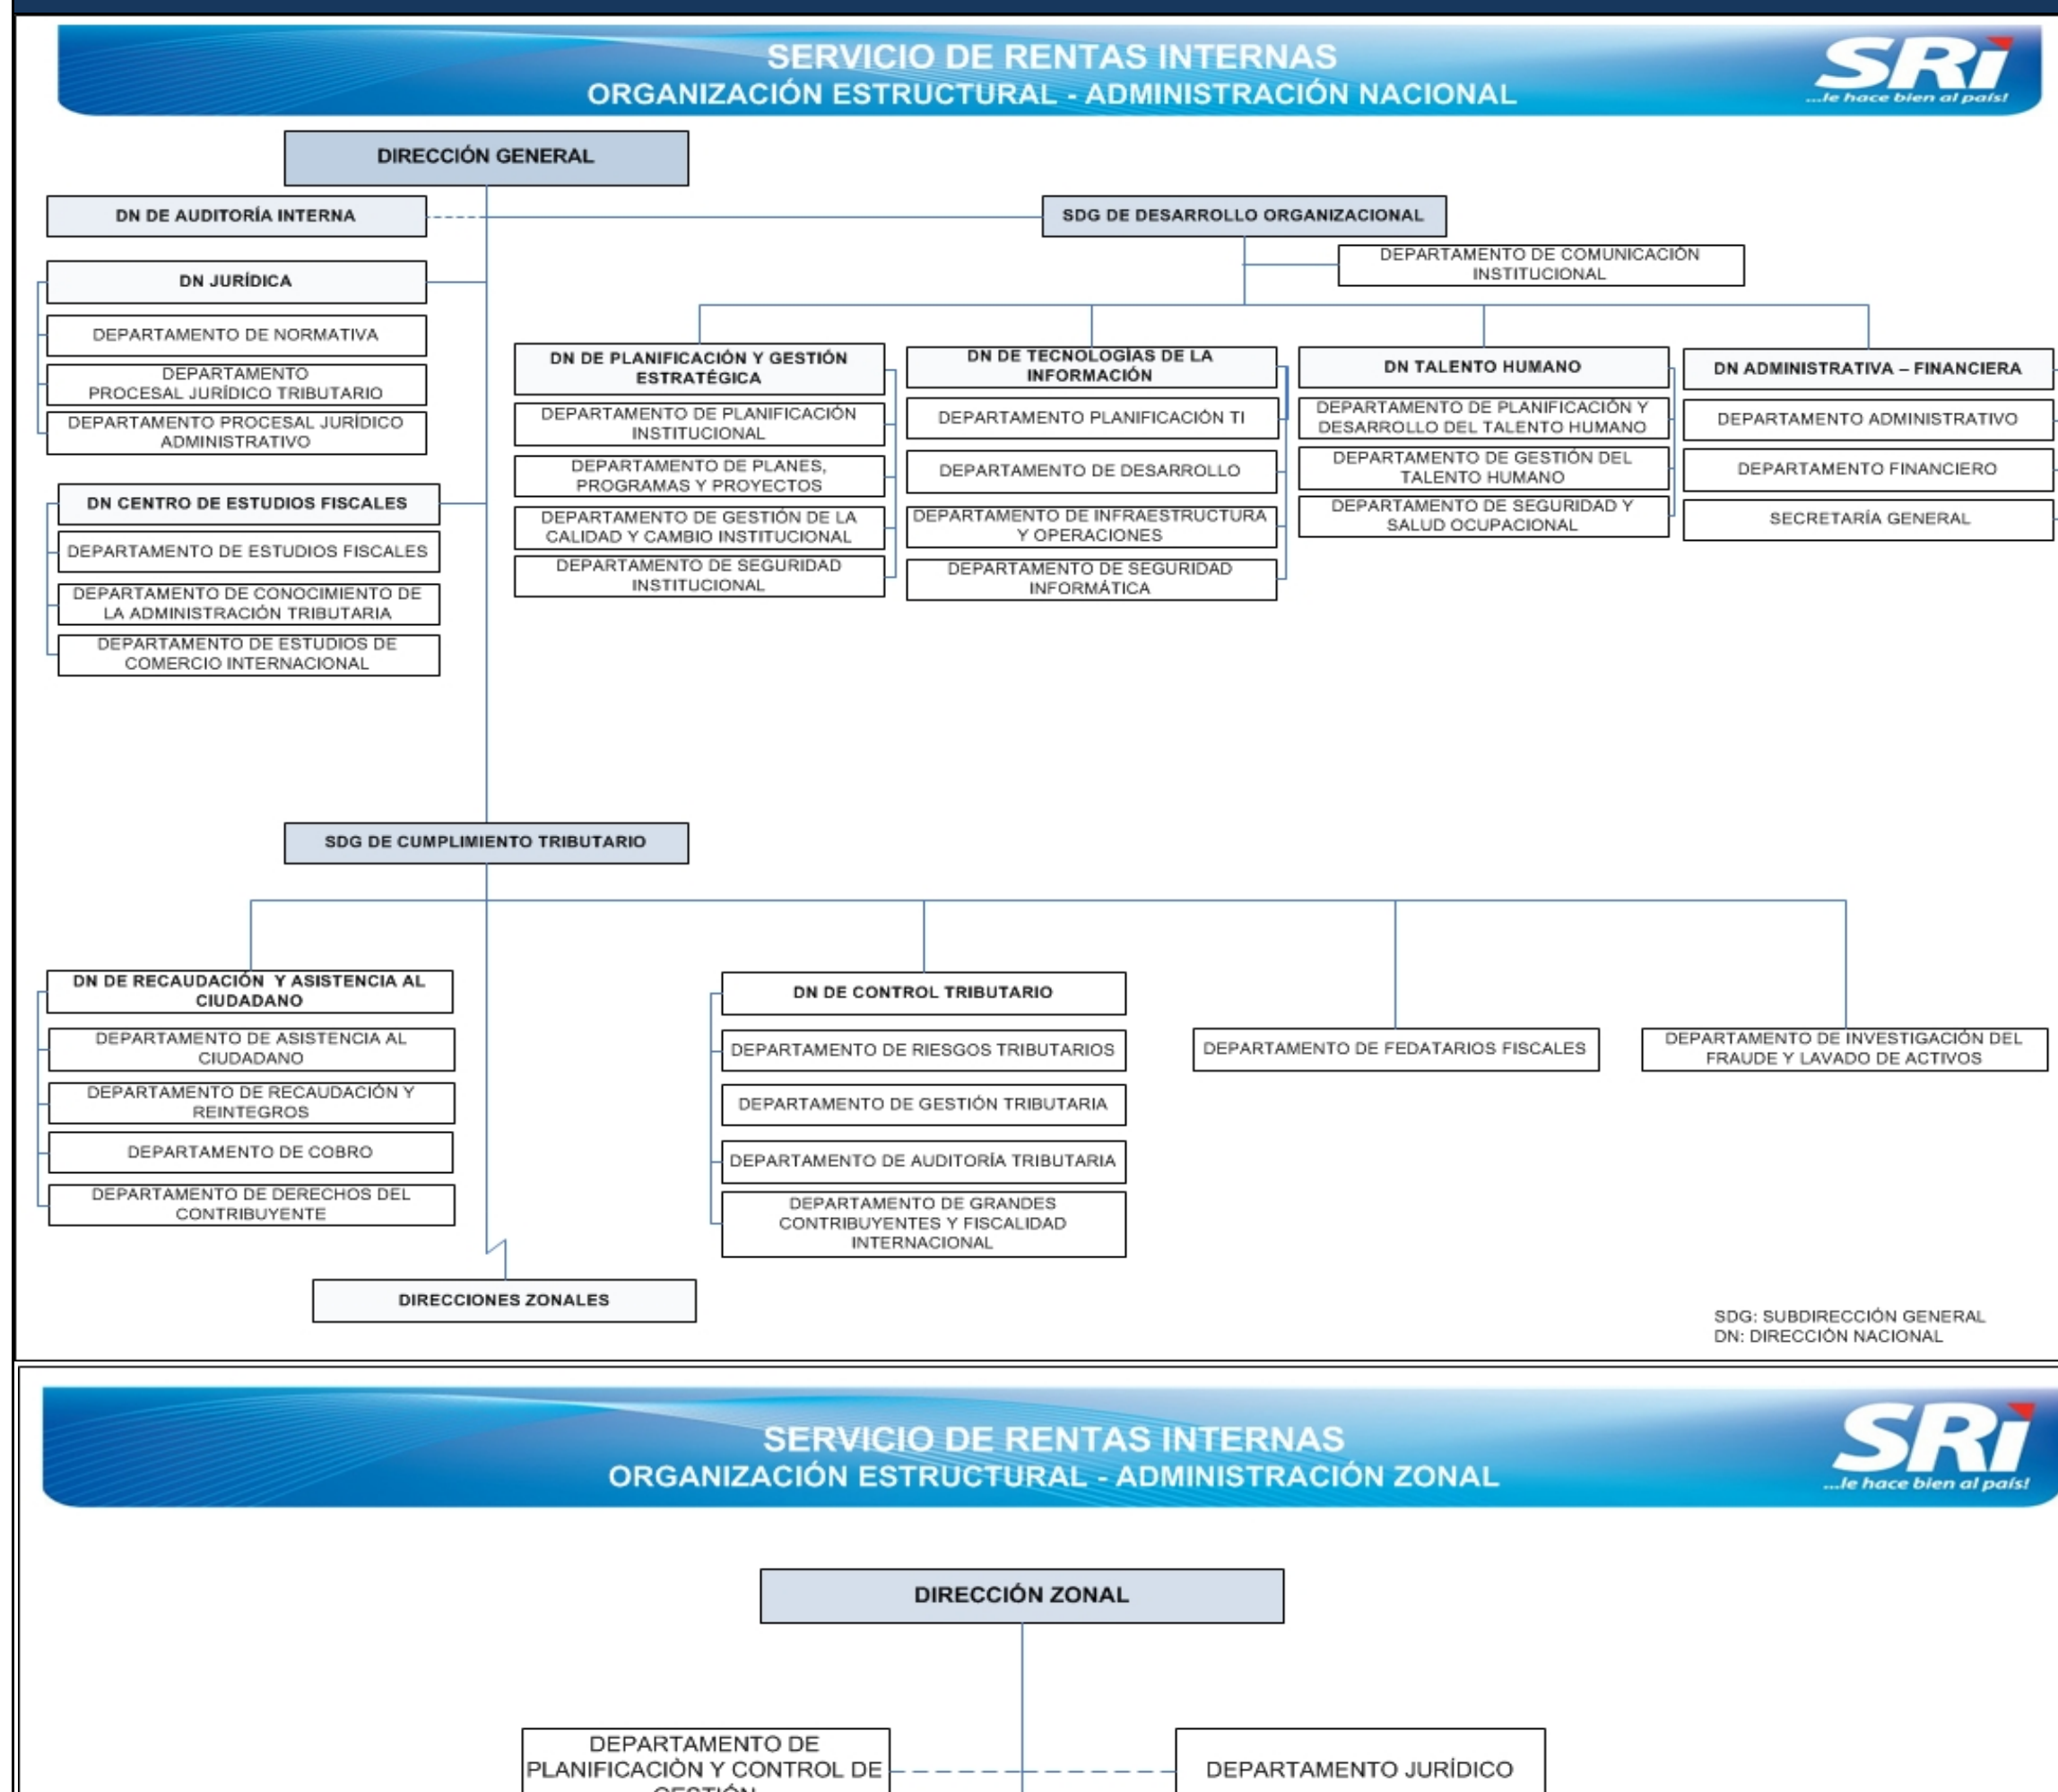 SERVICIO DE RENTAS INTERNAS
ORGANIZACIÓN ESTRUCTURAL - ADMINISTRACIÓN NACIONAL
SRi
...le hace bien al país!
DIRECCIÓN GENERAL
DN DE AUDITORÍA INTERNA
SDG DE DESARROLLO ORGANIZACIONAL
DEPARTAMENTO DE COMUNICACIÓN
INSTITUCIONAL
DN JURÍDICA
DEPARTAMENTO DE NORMATIVA
DEPARTAMENTO
PROCESAL JURÍDICO TRIBUTARIO
DEPARTAMENTO PROCESAL JURÍDICO
ADMINISTRATIVO
DN CENTRO DE ESTUDIOS FISCALES
DEPARTAMENTO DE ESTUDIOS FISCALES
DEPARTAMENTO DE CONOCIMIENTO DE
LA ADMINISTRACIÓN TRIBUTARIA
DEPARTAMENTO DE ESTUDIOS DE
COMERCIO INTERNACIONAL
DN DE PLANIFICACIÓN Y GESTIÓN
ESTRATÉGICA
DEPARTAMENTO DE PLANIFICACIÓN
INSTITUCIONAL
DEPARTAMENTO DE PLANES,
PROGRAMAS Y PROYECTOS
DEPARTAMENTO DE GESTIÓN DE LA
CALIDAD Y CAMBIO INSTITUCIONAL
DEPARTAMENTO DE SEGURIDAD
INSTITUCIONAL
DN DE TECNOLOGÍAS DE LA
INFORMACIÓN
DEPARTAMENTO PLANIFICACIÓN TI
DEPARTAMENTO DE DESARROLLO
DEPARTAMENTO DE INFRAESTRUCTURA
Y OPERACIONES
DEPARTAMENTO DE SEGURIDAD
INFORMÁTICA
DN TALENTO HUMANO
DEPARTAMENTO DE PLANIFICACIÓN Y
DESARROLLO DEL TALENTO HUMANO
DEPARTAMENTO DE GESTIÓN DEL
TALENTO HUMANO
DEPARTAMENTO DE SEGURIDAD Y
SALUD OCUPACIONAL
DN ADMINISTRATIVA – FINANCIERA
DEPARTAMENTO ADMINISTRATIVO
DEPARTAMENTO FINANCIERO
SECRETARÍA GENERAL
SDG DE CUMPLIMIENTO TRIBUTARIO
DN DE RECAUDACIÓN Y ASISTENCIA AL
CIUDADANO
DEPARTAMENTO DE ASISTENCIA AL
CIUDADANO
DEPARTAMENTO DE RECAUDACIÓN Y
REINTEGROS
DEPARTAMENTO DE COBRO
DEPARTAMENTO DE DERECHOS DEL
CONTRIBUYENTE
DN DE CONTROL TRIBUTARIO
DEPARTAMENTO DE RIESGOS TRIBUTARIOS
DEPARTAMENTO DE GESTIÓN TRIBUTARIA
DEPARTAMENTO DE AUDITORÍA TRIBUTARIA
DEPARTAMENTO DE GRANDES
CONTRIBUYENTES Y FISCALIDAD
INTERNACIONAL
DEPARTAMENTO DE FEDATARIOS FISCALES
DEPARTAMENTO DE INVESTIGACIÓN DEL
FRAUDE Y LAVADO DE ACTIVOS
DIRECCIONES ZONALES
SDG: SUBDIRECCIÓN GENERAL
DN: DIRECCIÓN NACIONAL
SERVICIO DE RENTAS INTERNAS
ORGANIZACIÓN ESTRUCTURAL - ADMINISTRACIÓN ZONAL
SRi
...le hace bien al país!
DIRECCIÓN ZONAL
DEPARTAMENTO DE
PLANIFICACIÒN Y CONTROL DE
GESTIÓN
DEPARTAMENTO JURÍDICO